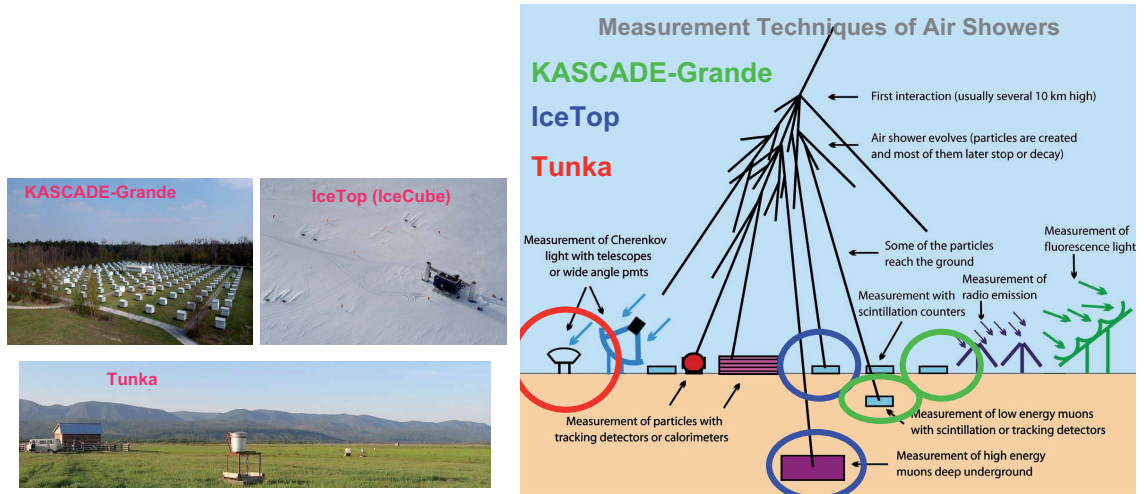 KASCADE-Grande
IceTop (IceCube)
Tunka
Measurement Techniques of Air Showers
KASCADE-Grande
IceTop
Tunka
First interaction (usually several 10 km high)
Air shower evolves (particles are created
and most of them later stop or decay)
Measurement of Cherenkov
light with telescopes
or wide angle pmts
Some of the particles
reach the ground
Measurement of
fluorescence light
Measurement with
scintillation counters
Measurement of
radio emission
Measurement of particles with
tracking detectors or calorimeters
Measurement of low energy muons
with scintillation or tracking detectors
Measurement of high energy
muons deep underground